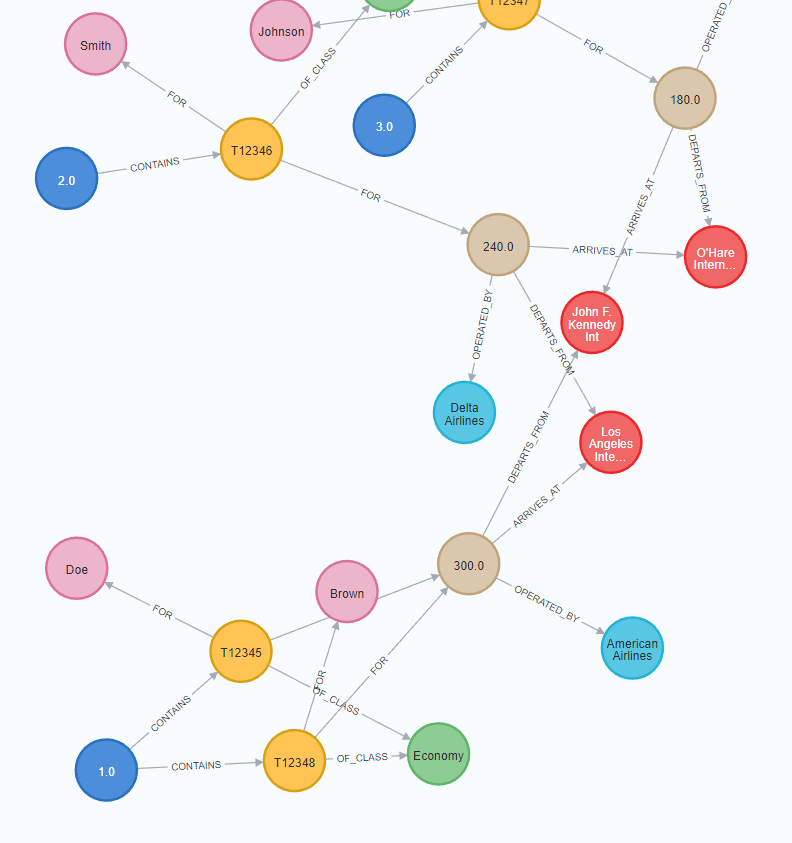 T12347
OPERATED
FOR
Johnson
Smith
FOR
OF_CLASS
CONTAINS
FOR
180.0
3.0
T12346
CONTAINS
2.0
DEPARTS_FROM
FOR
ARRIVES_AT
240.0
ARRIVES_AT
O'Hare
Intern...
OPERATED_BY
John F.
Kennedy
Int
DEPARTS_FROM
Delta
Airlines
Los
Angeles
Inte...
DEPARTS_FROM
ARRIVES_AT
Doe
300.0
Brown
FOR
OPERATED_BY
T12345
American
Airlines
FOR
FOR
OF_CLASS
CONTAINS
1.0
CONTAINS
T12348
OF_CLASS
Economy